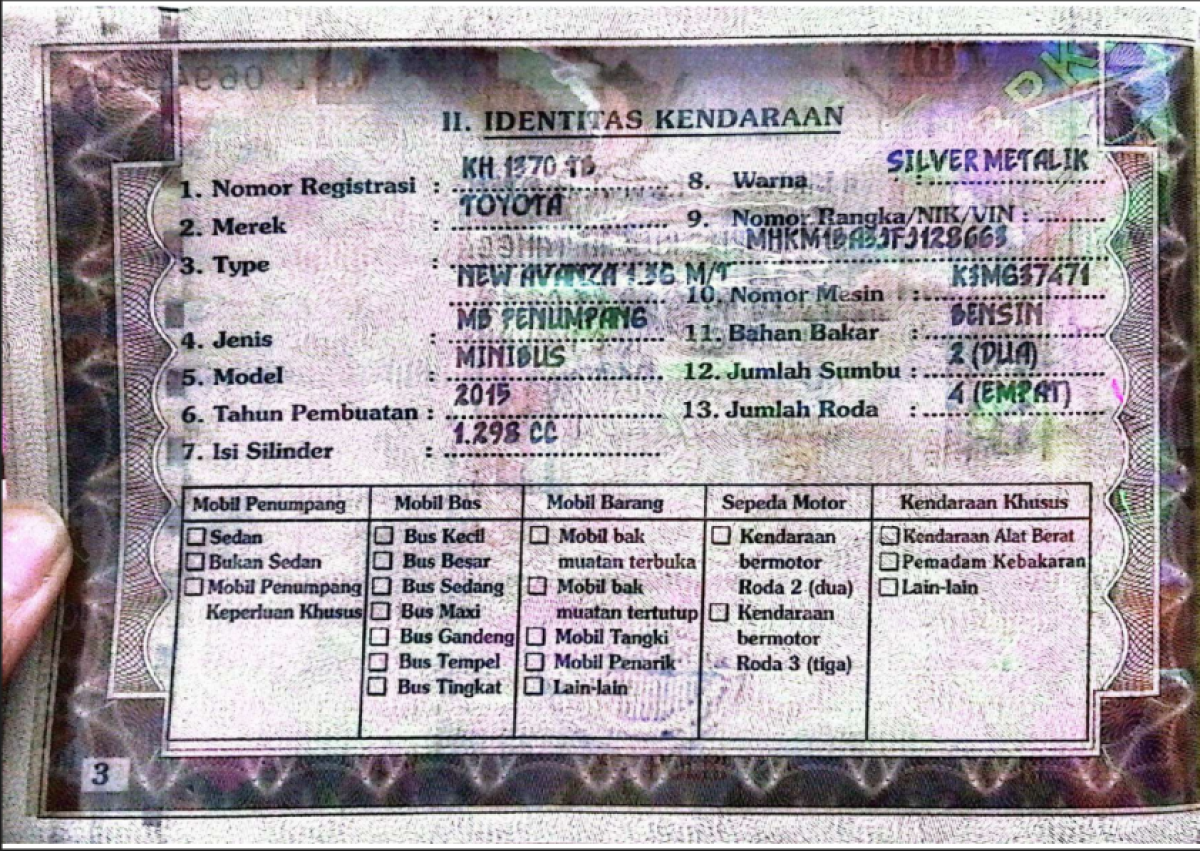 II. IDENTITAS KENDARAAN
1. Nomor Registrasi : KH 1370 TB
2. Merek : TOYOTA
3. Type : NEW AVANZA 1.3G M/T
4. Jenis : MB PENUMPANG
5. Model : MINIBUS
6. Tahun Pembuatan : 2015
7. Isi Silinder : 1.298 CC
8. Warna : SILVER METALIK
9. Nomor Rangka/NIK/VIN :
10. Nomor Mesin :
11. Bahan Bakar : BENSIN
12. Jumlah Sumbu : 2 (DUA)
13. Jumlah Roda : 4 (EMPAT)
Mobil Penumpang
Sedan
Bukan Sedan
Mobil Penumpang
Keperluan Khusus
Mobil Bus
Bus Kecil
Bus Besar
Bus Sedang
Bus Maxi
Bus Gandeng
Bus Tempel
Bus Tingkat
Mobil Barang
Mobil bak
muatan terbuka
Mobil bak
muatan tertutup
Mobil Tangki
Mobil Penarik
Lain-lain
Sepeda Motor
Kendaraan
bermotor
Roda 2 (dua)
Kendaraan
bermotor
Roda 3 (tiga)
Kendaraan Khusus
Kendaraan Alat Berat
Pemadam Kebakaran
Lain-lain
3